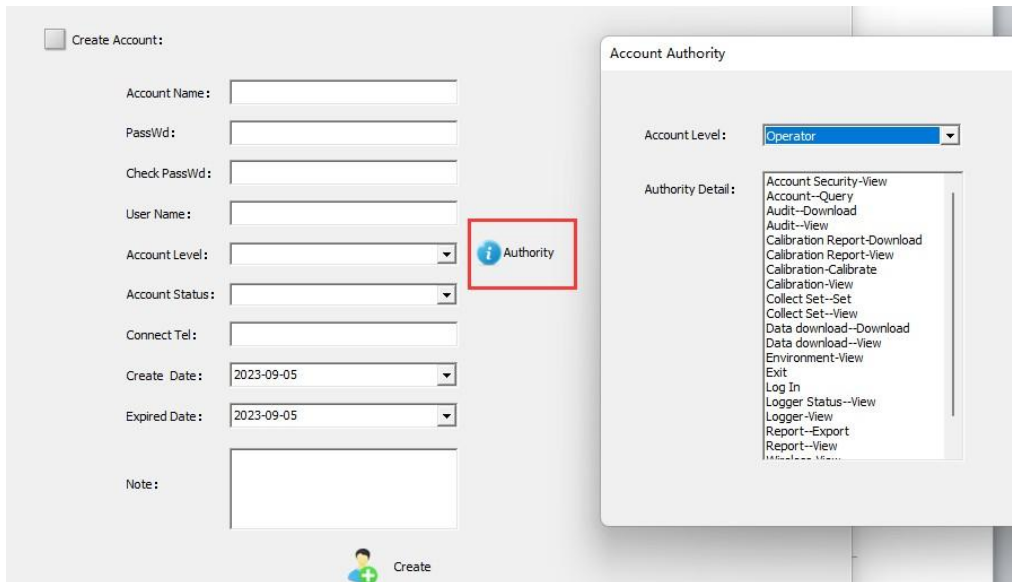 Create Account:
Account Name:
PassWd:
Check PassWd:
User Name:
Account Level:
Authority
Account Status:
Connect Tel:
Create Date:
2023-09-05
Expired Date:
2023-09-05
Note:
Create
Account Authority
Account Level:
Operator
Authority Detail:
Account Security-View
Account--Query
Audit--Download
Audit--View
Calibration Report-Download
Calibration Report-View
Calibration-Calibrate
Calibration-View
Collect Set--Set
Collect Set--View
Data download--Download
Data download--View
Environment-View
Exit
Log In
Logger Status--View
Logger-View
Report--Export
Report--View